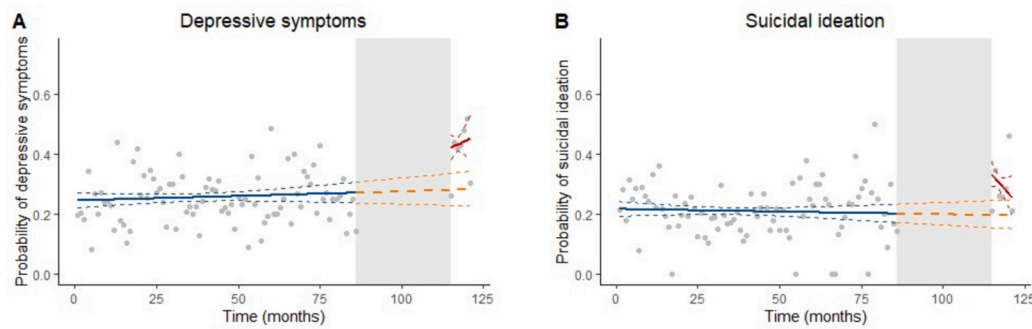 A
Depressive symptoms
Probability of depressive symptoms
0.6
0.4
0.2
0.0
0
25
50
75
100
125
Time (months)
B
Suicidal ideation
Probability of suicidal ideation
0.6
0.4
0.2
0.0
0
25
50
75
100
125
Time (months)